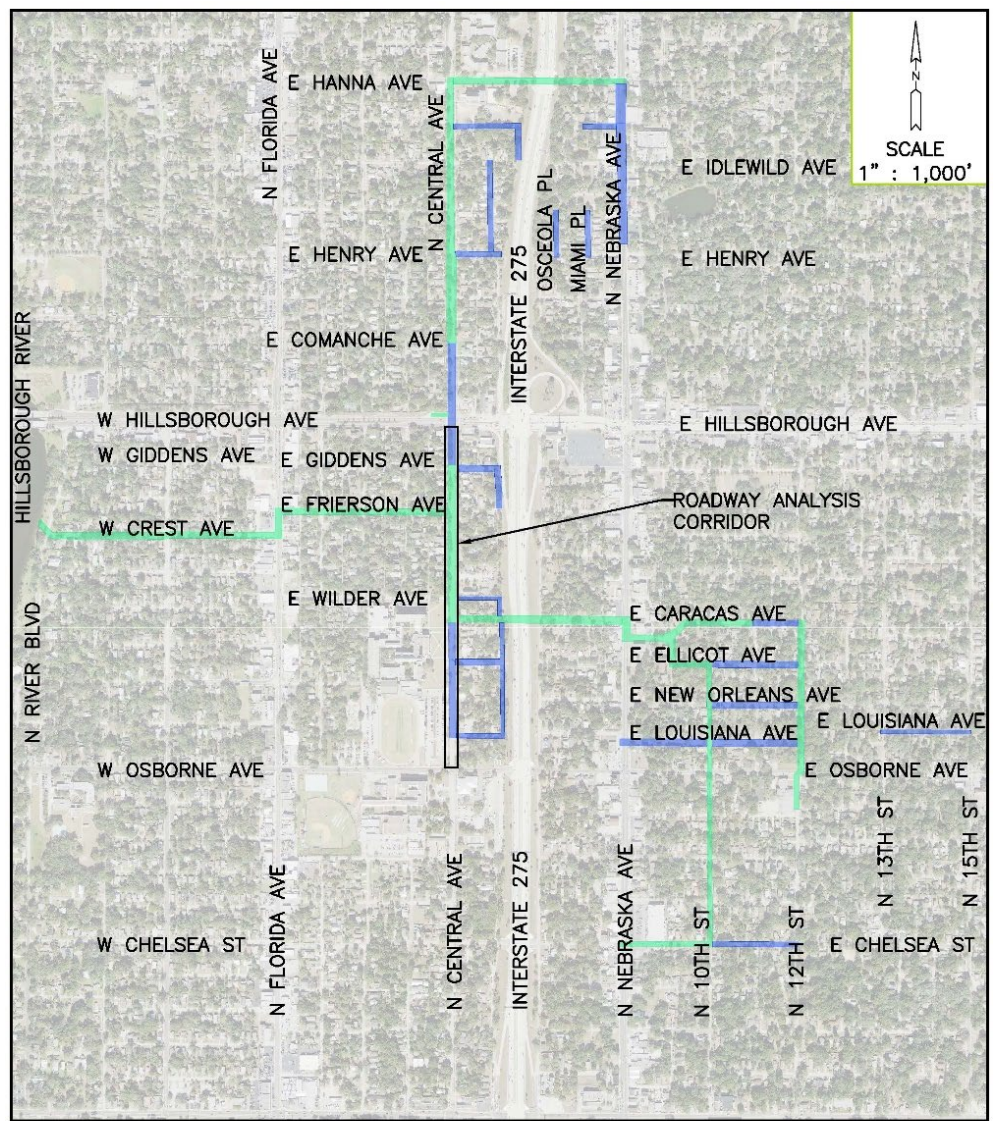 N
SCALE
1" : 1,000'
E HANNA AVE
N FLORIDA AVE
N CENTRAL AVE
E IDLEWILD AVE
OSCEOLA PL
MIAMI PL
N NEBRASKA AVE
E HENRY AVE
E HENRY AVE
INTERSTATE 275
HILLSBOROUGH RIVER
E COMANCHE AVE
W HILLSBOROUGH AVE
E HILLSBOROUGH AVE
W GIDDENS AVE
E GIDDENS AVE
E FRIERSON AVE
ROADWAY ANALYSIS
CORRIDOR
W CREST AVE
E WILDER AVE
E CARACAS AVE
N RIVER BLVD
E ELLICOT AVE
E NEW ORLEANS AVE
E LOUISIANA AVE
E LOUISIANA AVE
W OSBORNE AVE
E OSBORNE AVE
N 13TH ST
N 15TH ST
N FLORIDA AVE
N CENTRAL AVE
INTERSTATE 275
N NEBRASKA AVE
N 10TH ST
N 12TH ST
W CHELSEA ST
E CHELSEA ST